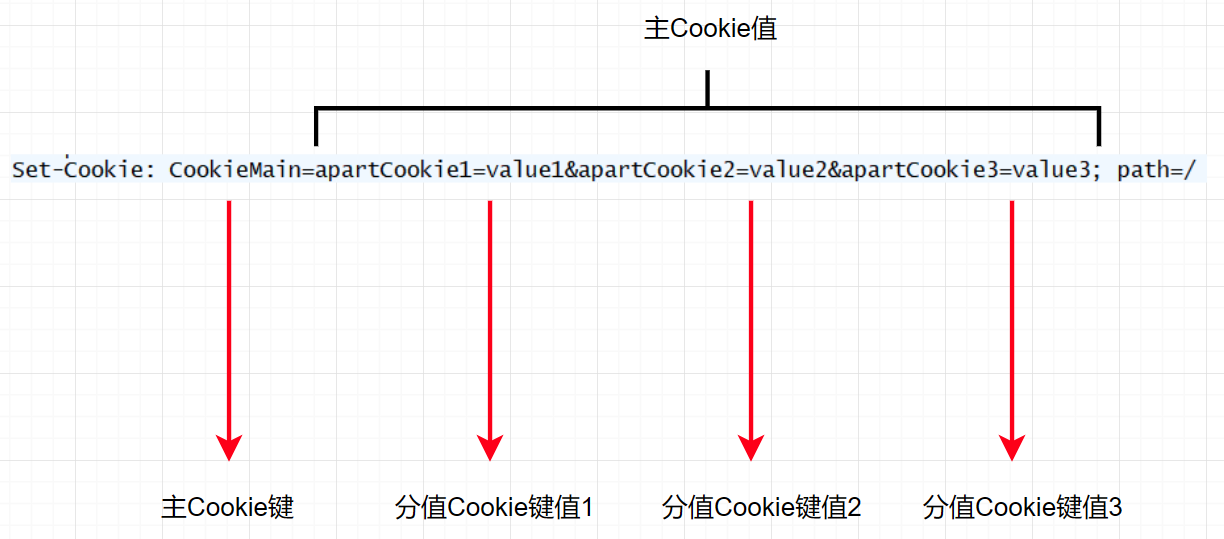 主Cookie值
Set-Cookie: CookieMain=apartCookie1=value1&apartCookie2=value2&apartCookie3=value3; path=/
主Cookie键 分值Cookie键值1 分值Cookie键值2 分值Cookie键值3